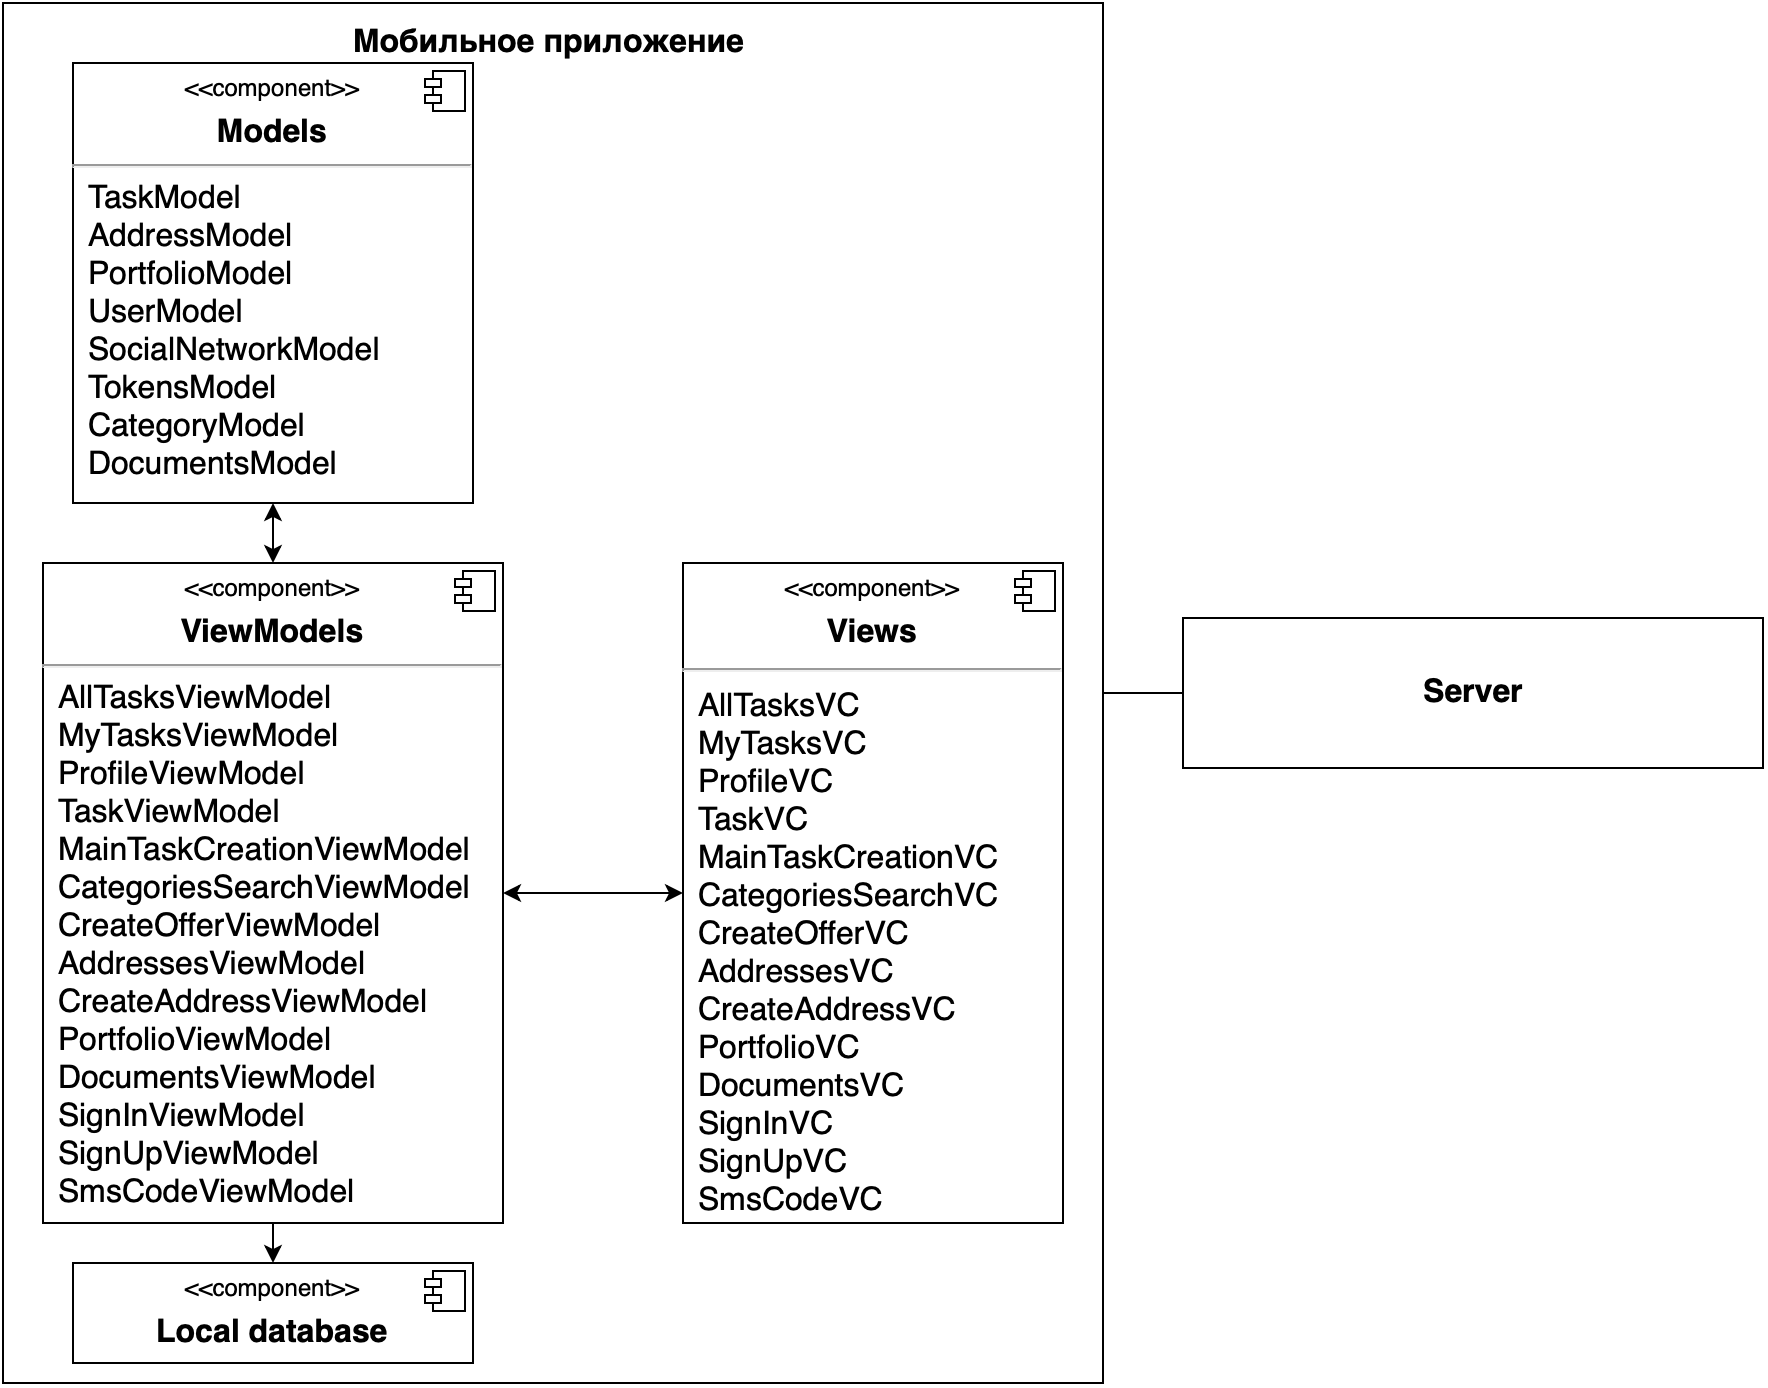 Мобильное приложение
<<component>>
Models
TaskModel
AddressModel
PortfolioModel
UserModel
SocialNetworkModel
TokensModel
CategoryModel
DocumentsModel
<<component>>
ViewModels
AllTasksViewModel
MyTasksViewModel
ProfileViewModel
TaskViewModel
MainTaskCreationViewModel
CategoriesSearchViewModel
CreateOfferViewModel
AddressesViewModel
CreateAddressViewModel
PortfolioViewModel
DocumentsViewModel
SignInViewModel
SignUpViewModel
SmsCodeViewModel
<<component>>
Views
AllTasksVC
MyTasksVC
ProfileVC
TaskVC
MainTaskCreationVC
CategoriesSearchVC
CreateOfferVC
AddressesVC
CreateAddressVC
PortfolioVC
DocumentsVC
SignInVC
SignUpVC
SmsCodeVC
Server
<<component>>
Local database